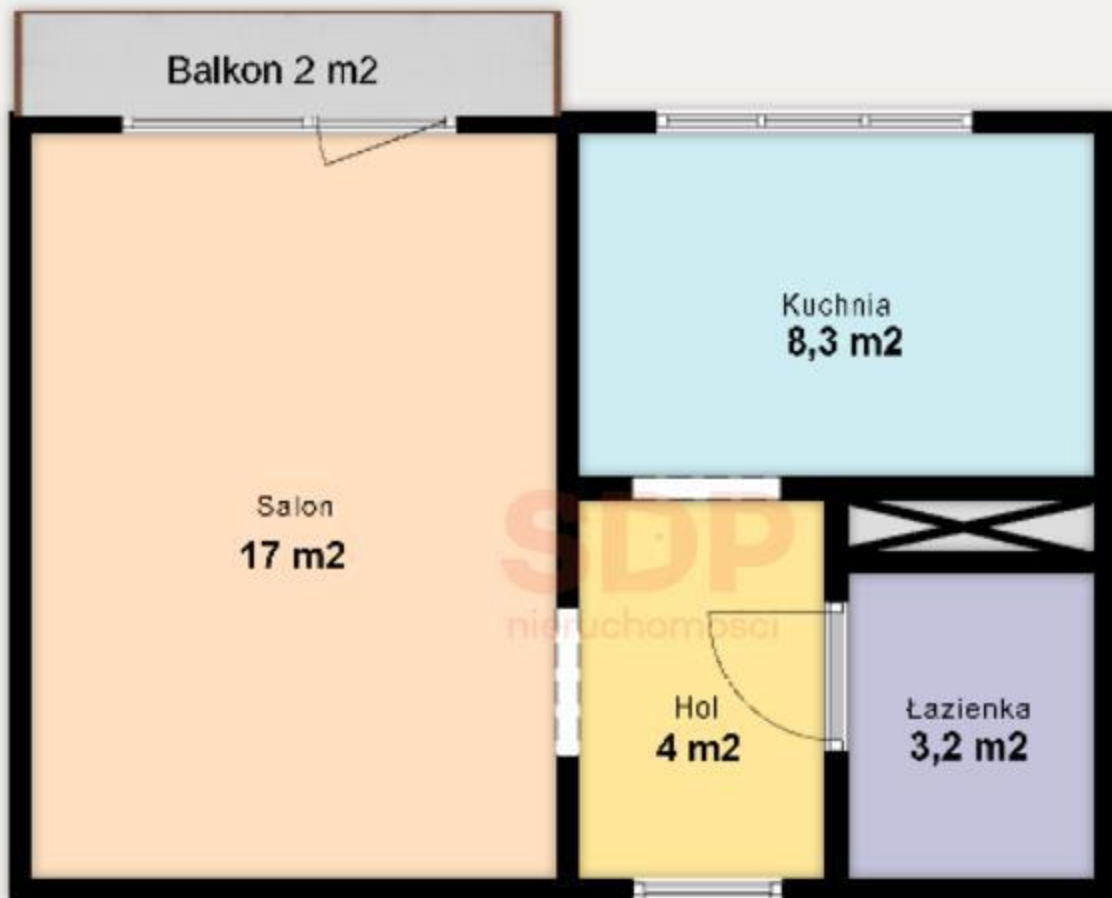 Balkon 2 m2
Kuchnia
8,3 m2
Salon
17 m2
SDP
nieruchomości
Hol
4 m2
Łazienka
3,2 m2